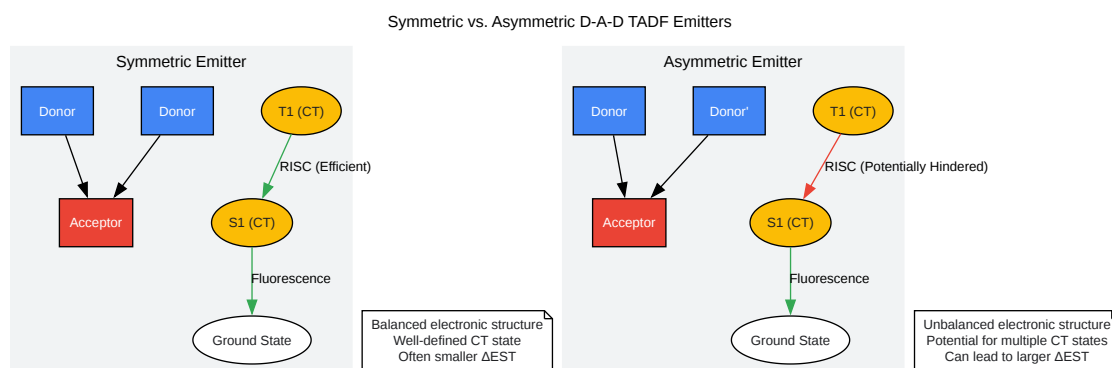 Symmetric vs. Asymmetric D-A-D TADF Emitters
Symmetric Emitter
Donor
Donor
T1 (CT)
RISC (Efficient)
Acceptor
S1 (CT)
Fluorescence
Ground State
Balanced electronic structure
Well-defined CT state
Often smaller ΔEST
Asymmetric Emitter
Donor
Donor'
T1 (CT)
RISC (Potentially Hindered)
Acceptor
S1 (CT)
Fluorescence
Ground State
Unbalanced electronic structure
Potential for multiple CT states
Can lead to larger ΔEST